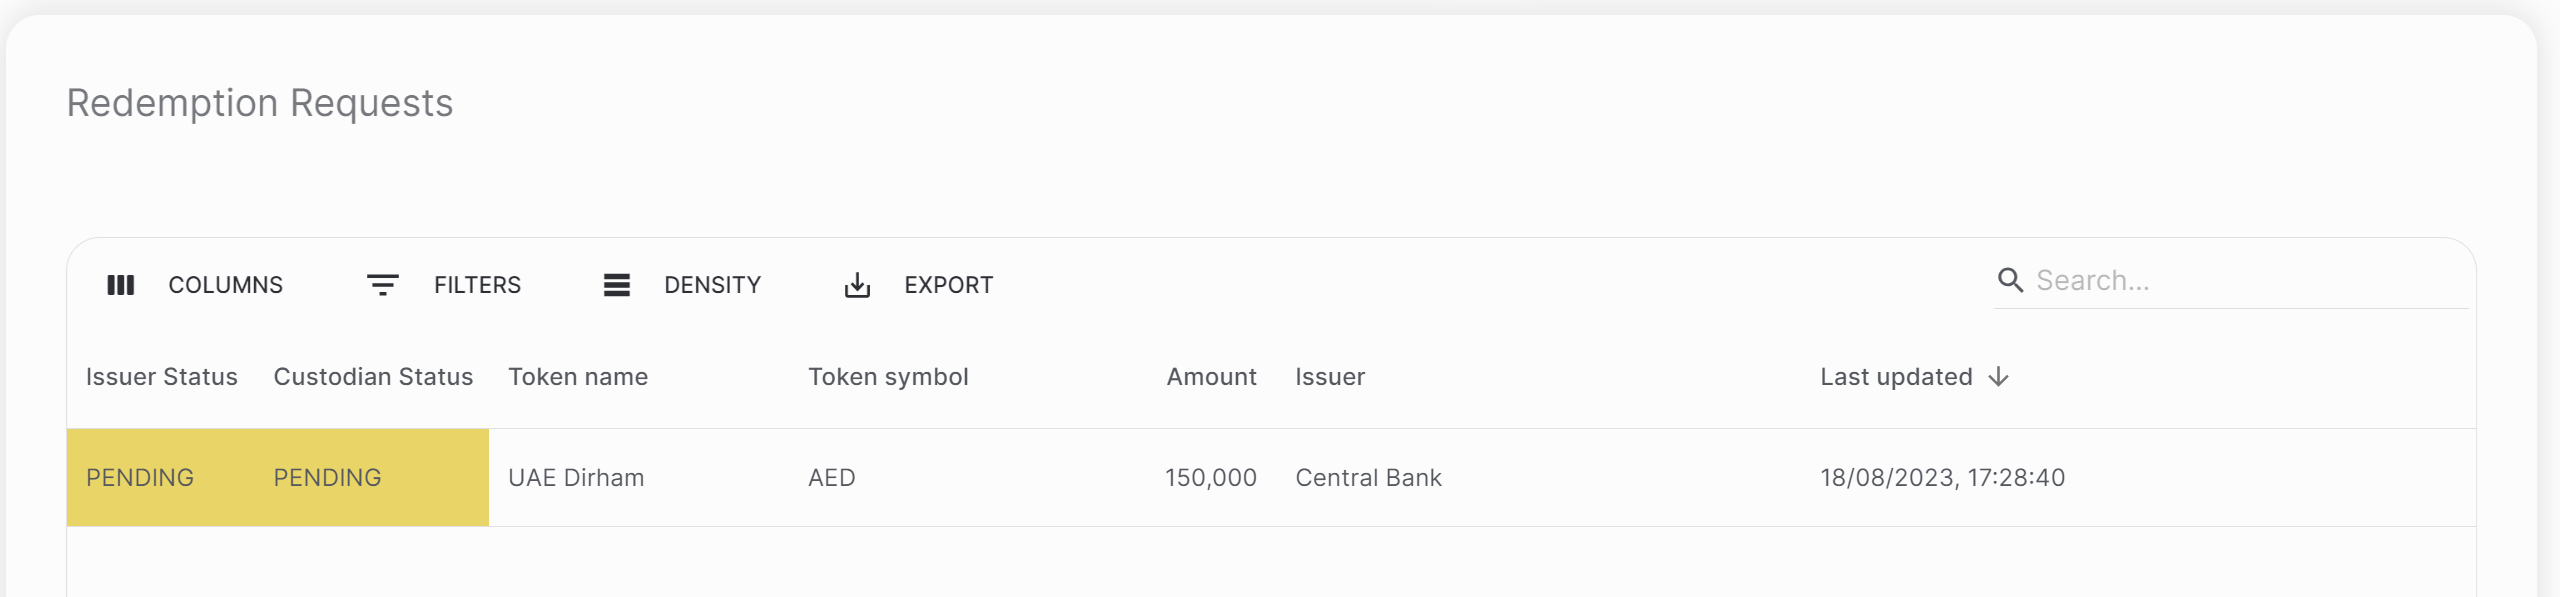 Redemption Requests
COLUMNS FILTERS DENSITY EXPORT Search...
Issuer Status Custodian Status Token name Token symbol Amount Issuer Last updated
PENDING PENDING UAE Dirham AED 150,000 Central Bank 18/08/2023, 17:28:40